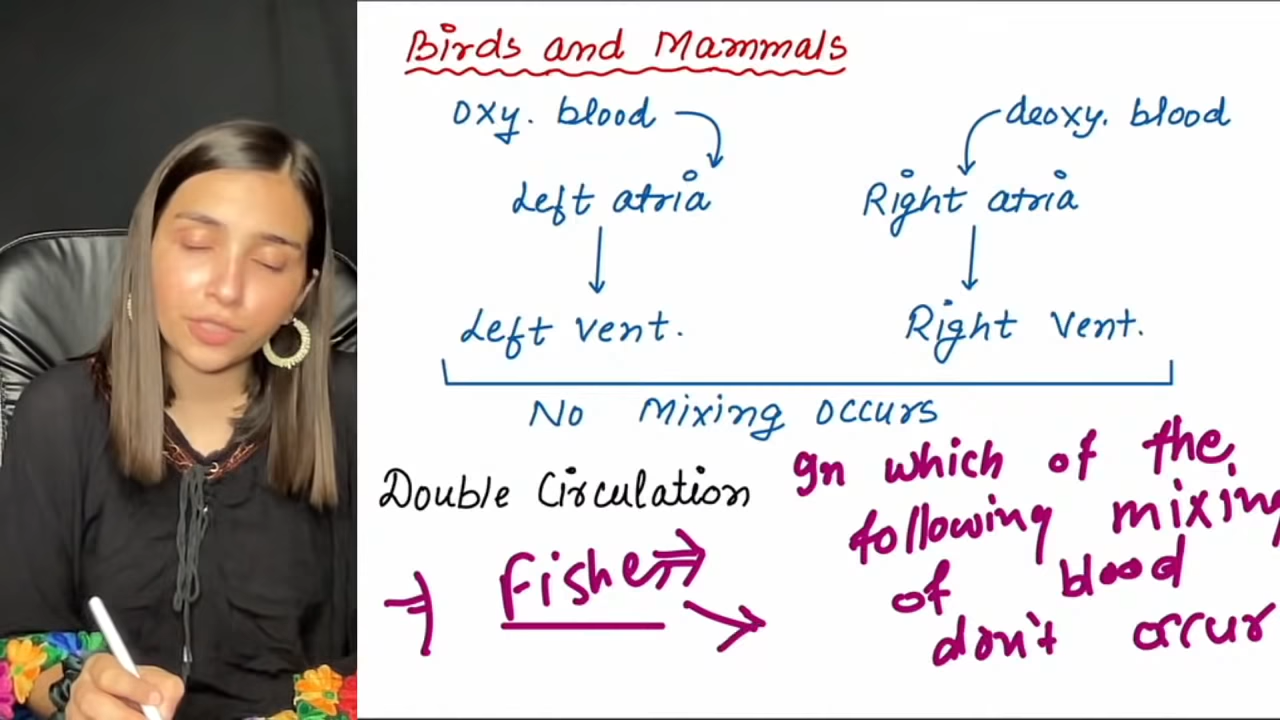 Birds and Mammals
oxy. blood
deoxy. blood
Left atria
Right atria
Left vent.
Right vent.
No Mixing occurs
Double Circulation
Fishes
In which of the
following mixing
of blood
don't occur